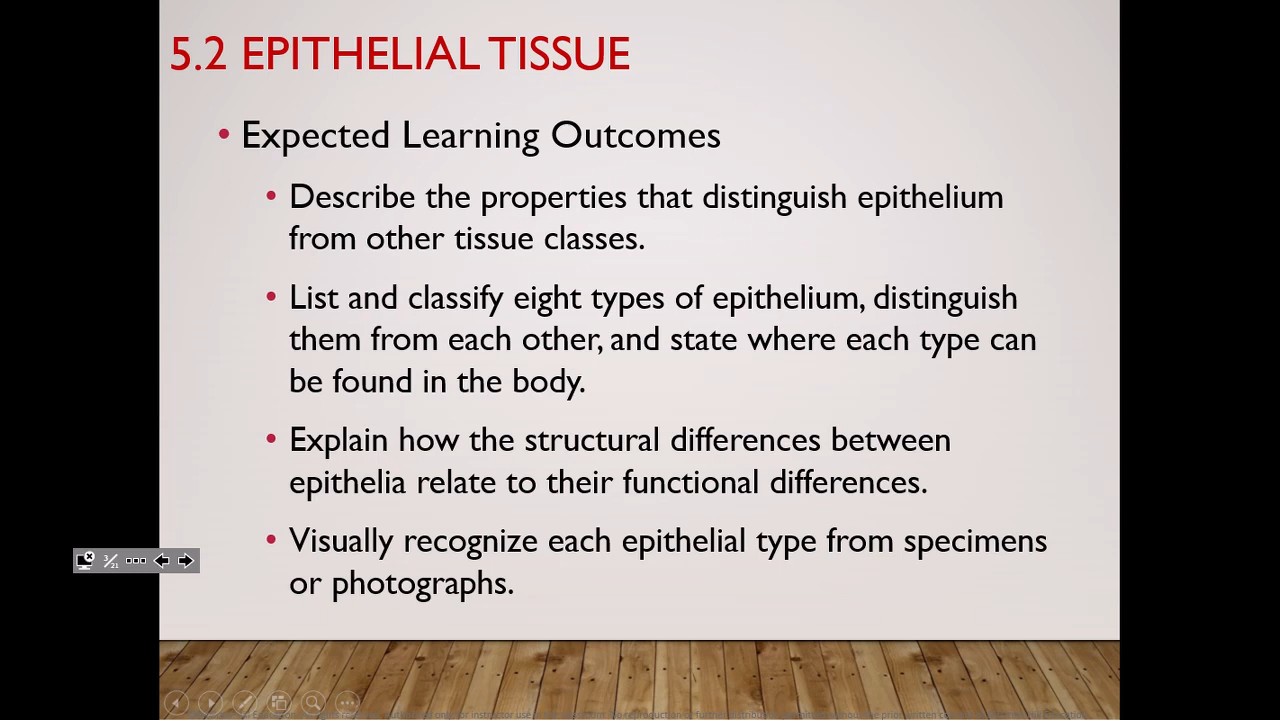 5.2 EPITHELIAL TISSUE
• Expected Learning Outcomes
• Describe the properties that distinguish epithelium
from other tissue classes.
• List and classify eight types of epithelium, distinguish
them from each other, and state where each type can
be found in the body.
• Explain how the structural differences between
epithelia relate to their functional differences.
• Visually recognize each epithelial type from specimens
or photographs.
3/21